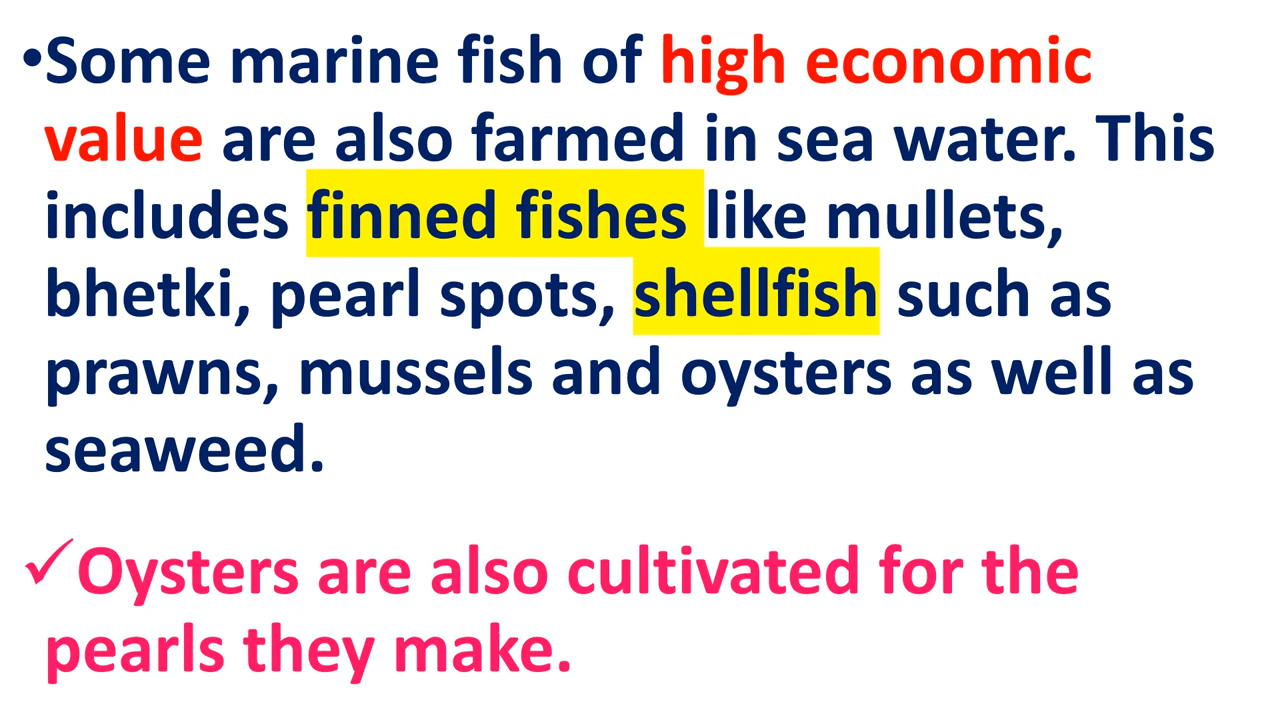 •Some marine fish of high economic
value are also farmed in sea water. This
includes finned fishes like mullets,
bhetki, pearl spots, shellfish such as
prawns, mussels and oysters as well as
seaweed.
✓Oysters are also cultivated for the
pearls they make.